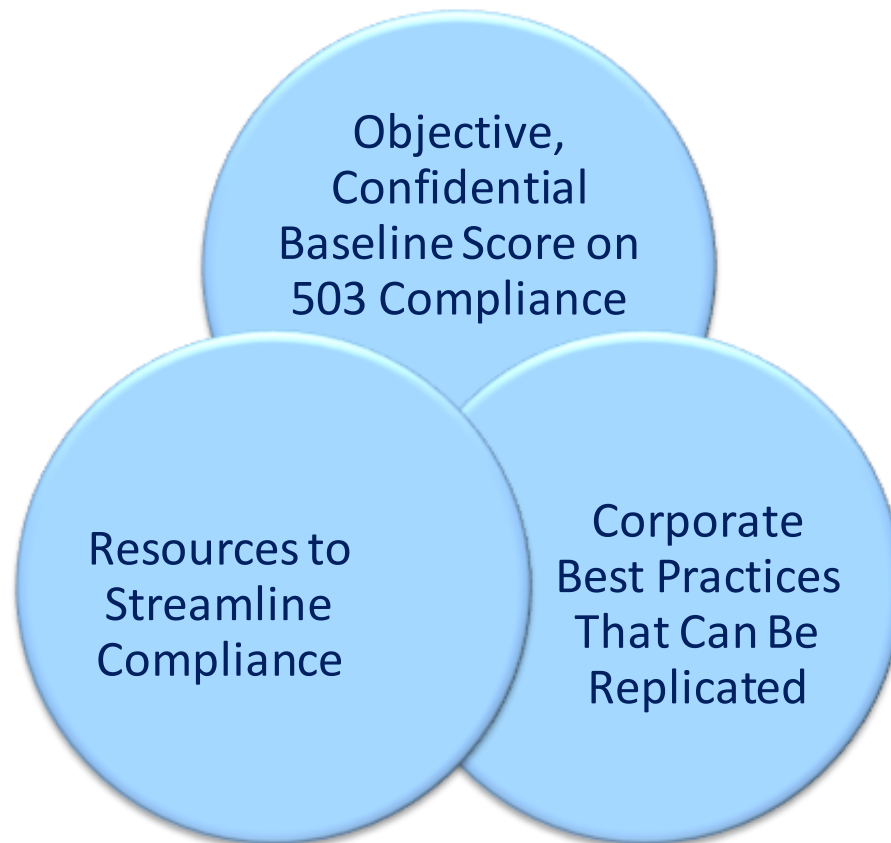 Objective,
Confidential
Baseline Score on
503 Compliance
Resources to
Streamline
Compliance
Corporate
Best Practices
That Can Be
Replicated